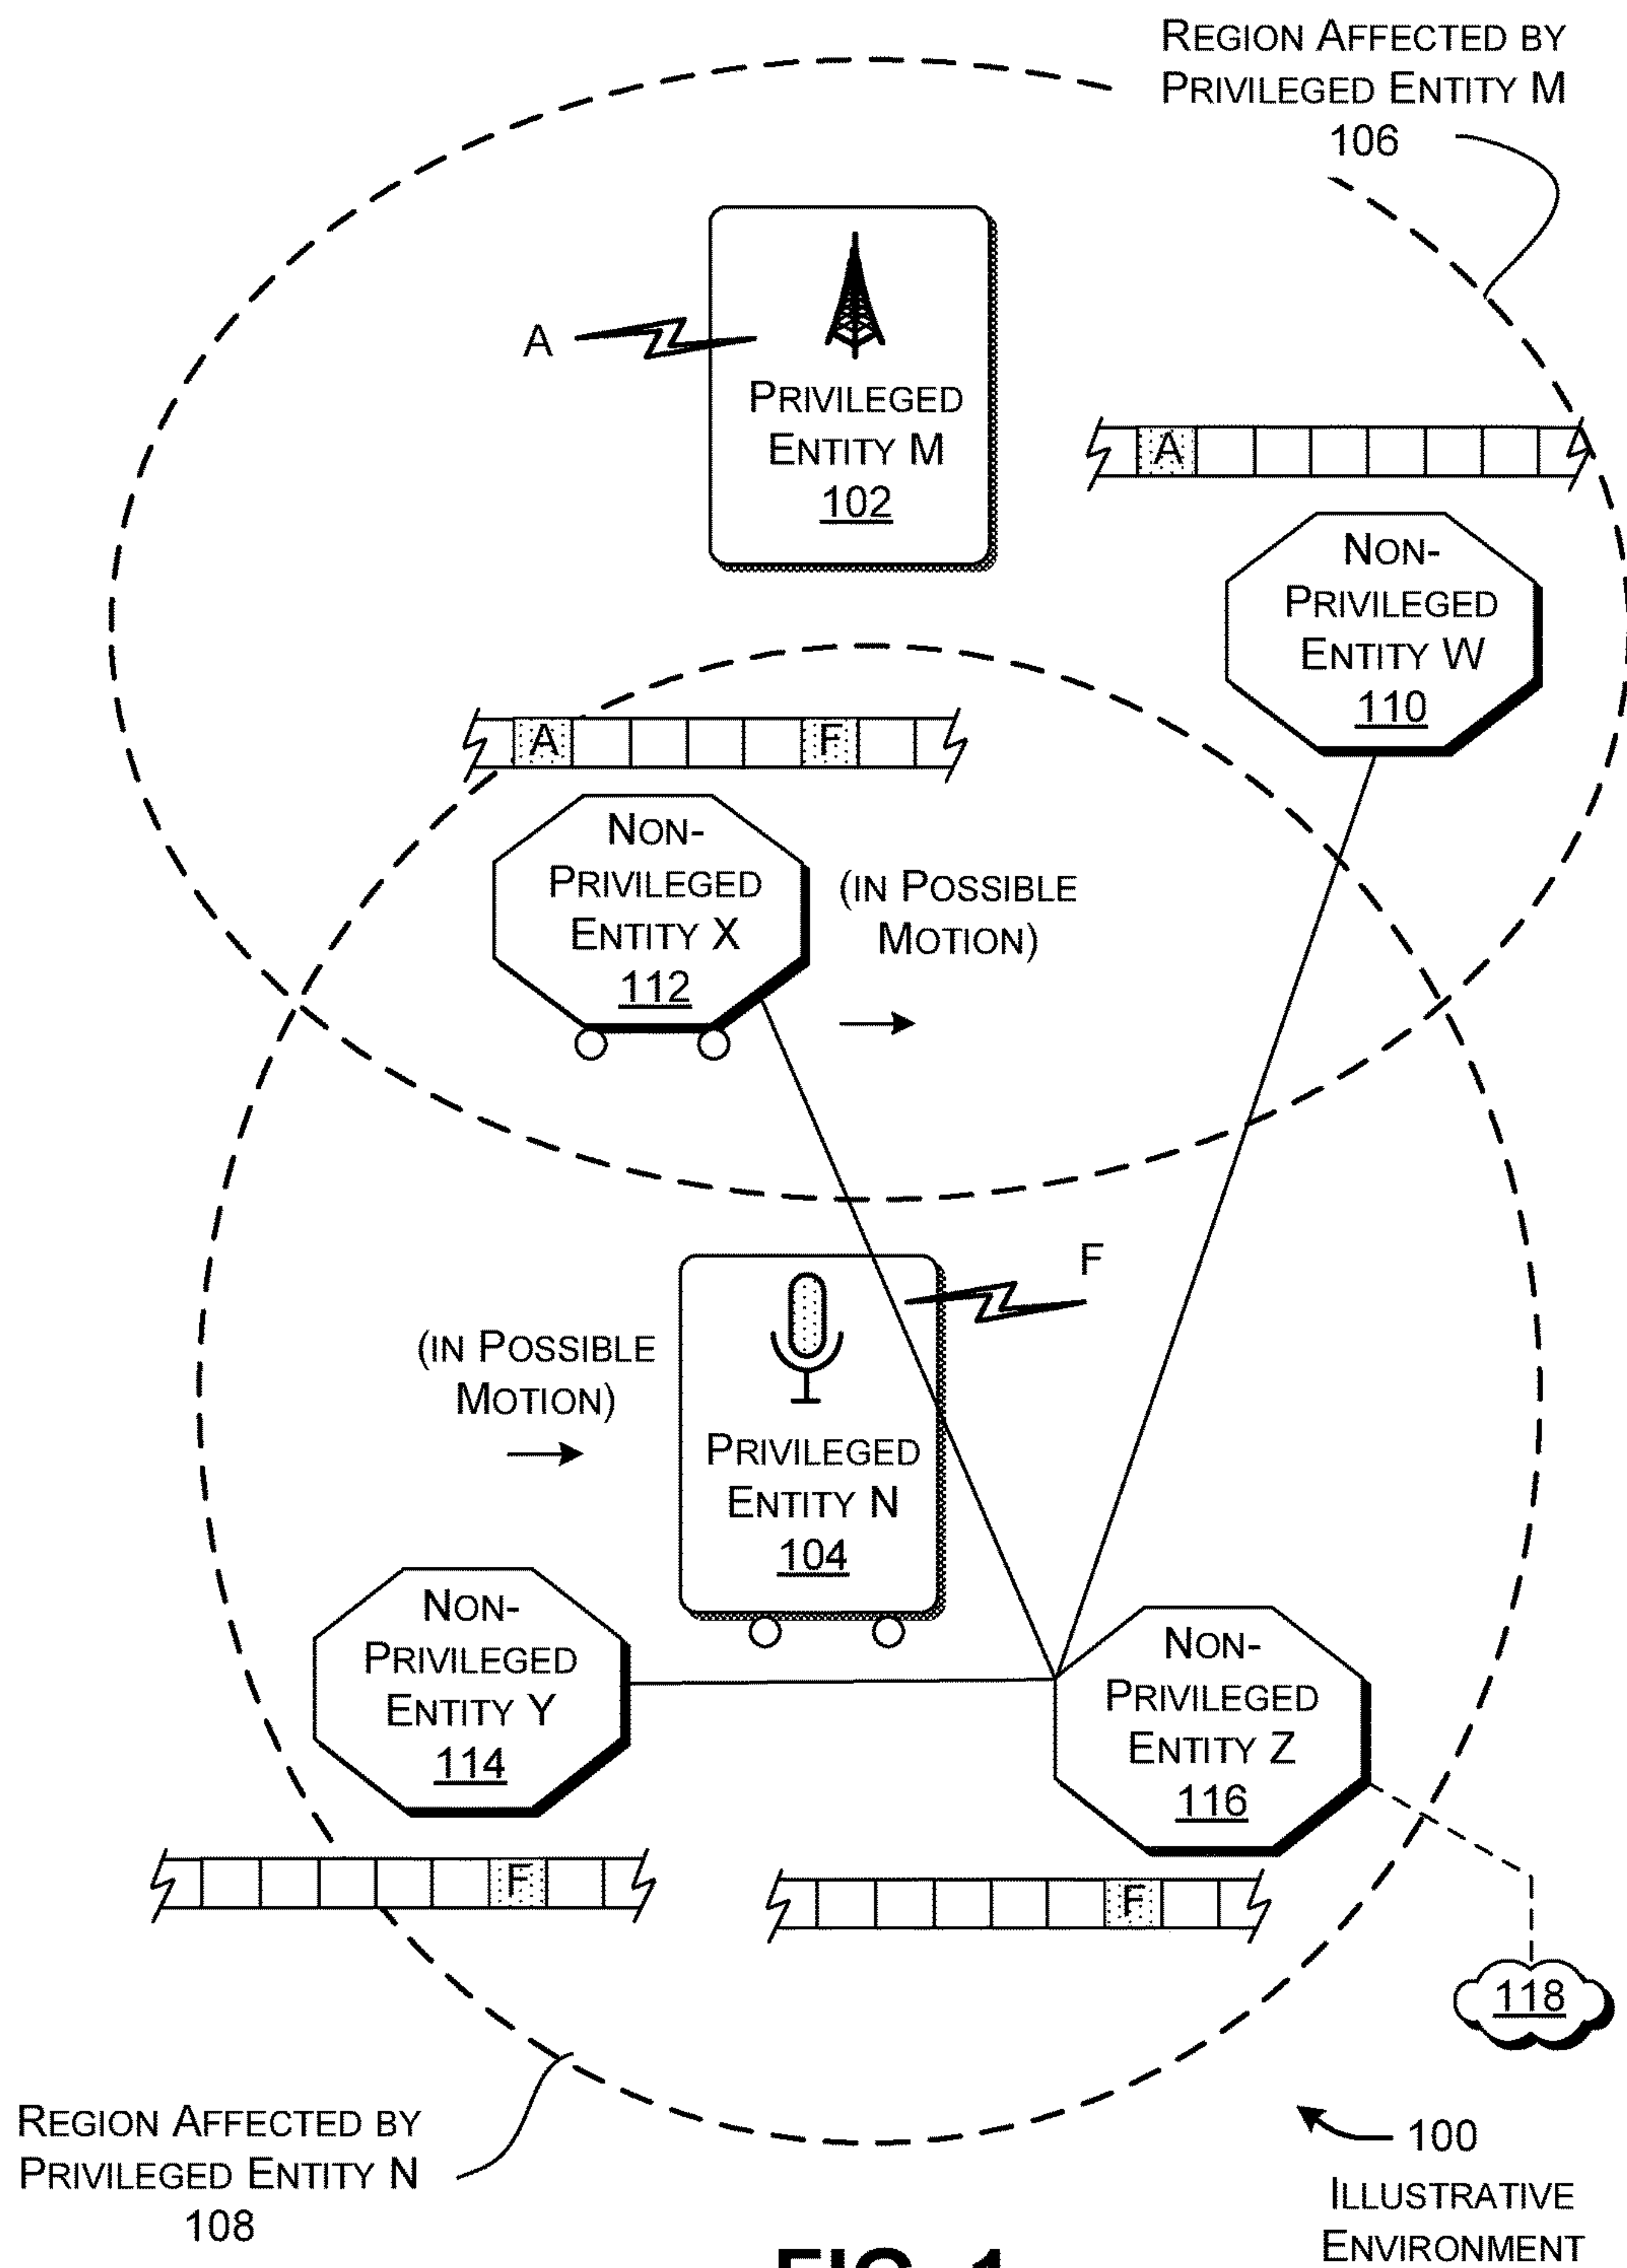 REGION AFFECTED BY
PRIVILEGED ENTITY M
106
A
PRIVILEGED
ENTITY M
102
A
NON-
PRIVILEGED
ENTITY W
110
A F
NON-
PRIVILEGED
ENTITY X
112
(IN POSSIBLE
MOTION)
F
(IN POSSIBLE
MOTION)
PRIVILEGED
ENTITY N
104
NON-
PRIVILEGED
ENTITY Y
114
NON-
PRIVILEGED
ENTITY Z
116
F
F
118
REGION AFFECTED BY
PRIVILEGED ENTITY N
108
100
ILLUSTRATIVE
ENVIRONMENT
FIG. 1